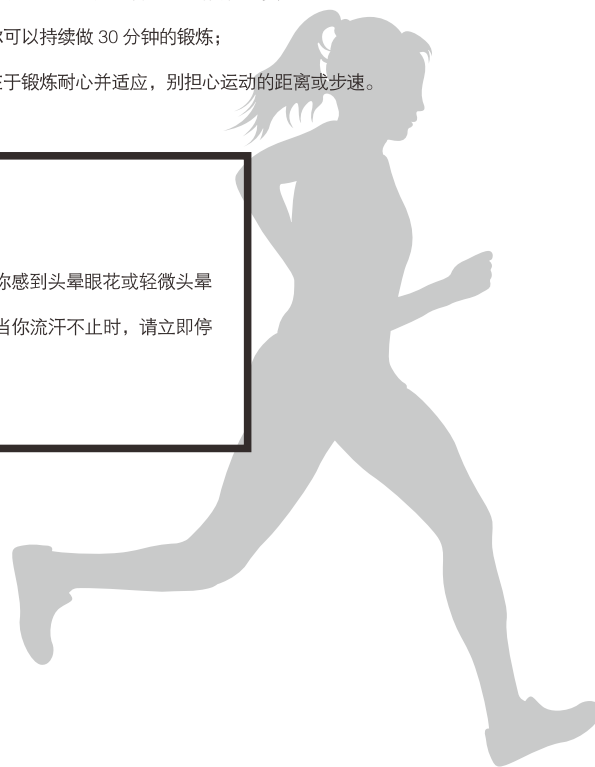 可以持续做 30 分钟的锻炼；
于锻炼耐心并适应，别担心运动的距离或步速。
你感到头晕眼花或轻微头晕
当你流汗不止时，请立即停